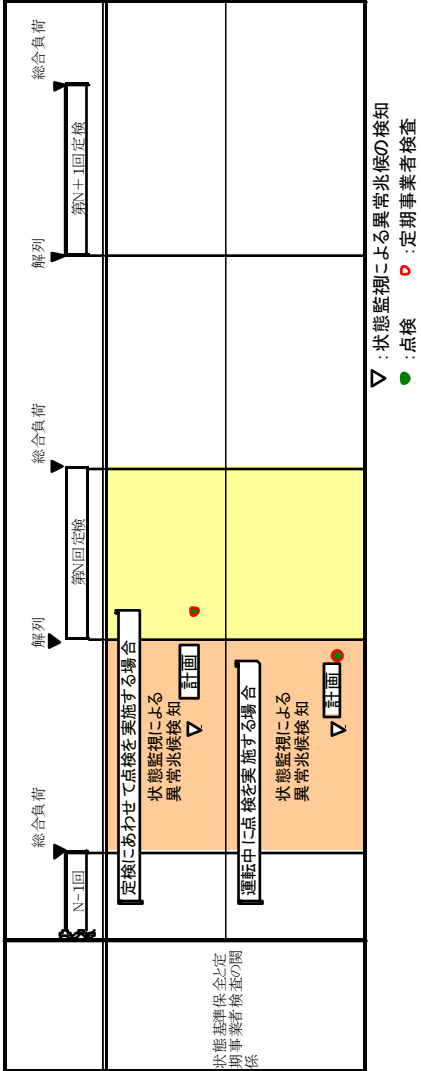 状態基準保全と定
期事業者検査の関
係
N-1回
総合負荷
解列
第N回定検
総合負荷
解列
第N+1回定検
総合負荷
定検にあわせて点検を実施する場合
状態監視による
異常兆候検知
計画
運転中に点検を実施する場合
状態監視による
異常兆候検知
計画
▽:状態監視による異常兆候の検知
●:点検 ○:定期事業者検査